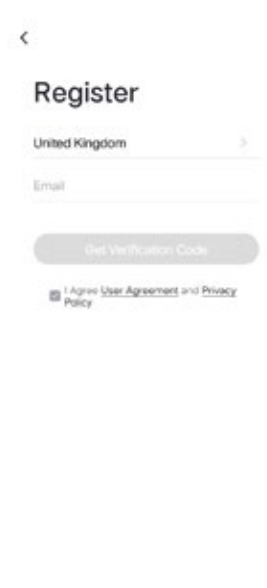 Register
United Kingdom
Email
Get Verification Code
I Agree User Agreement and Privacy
Policy